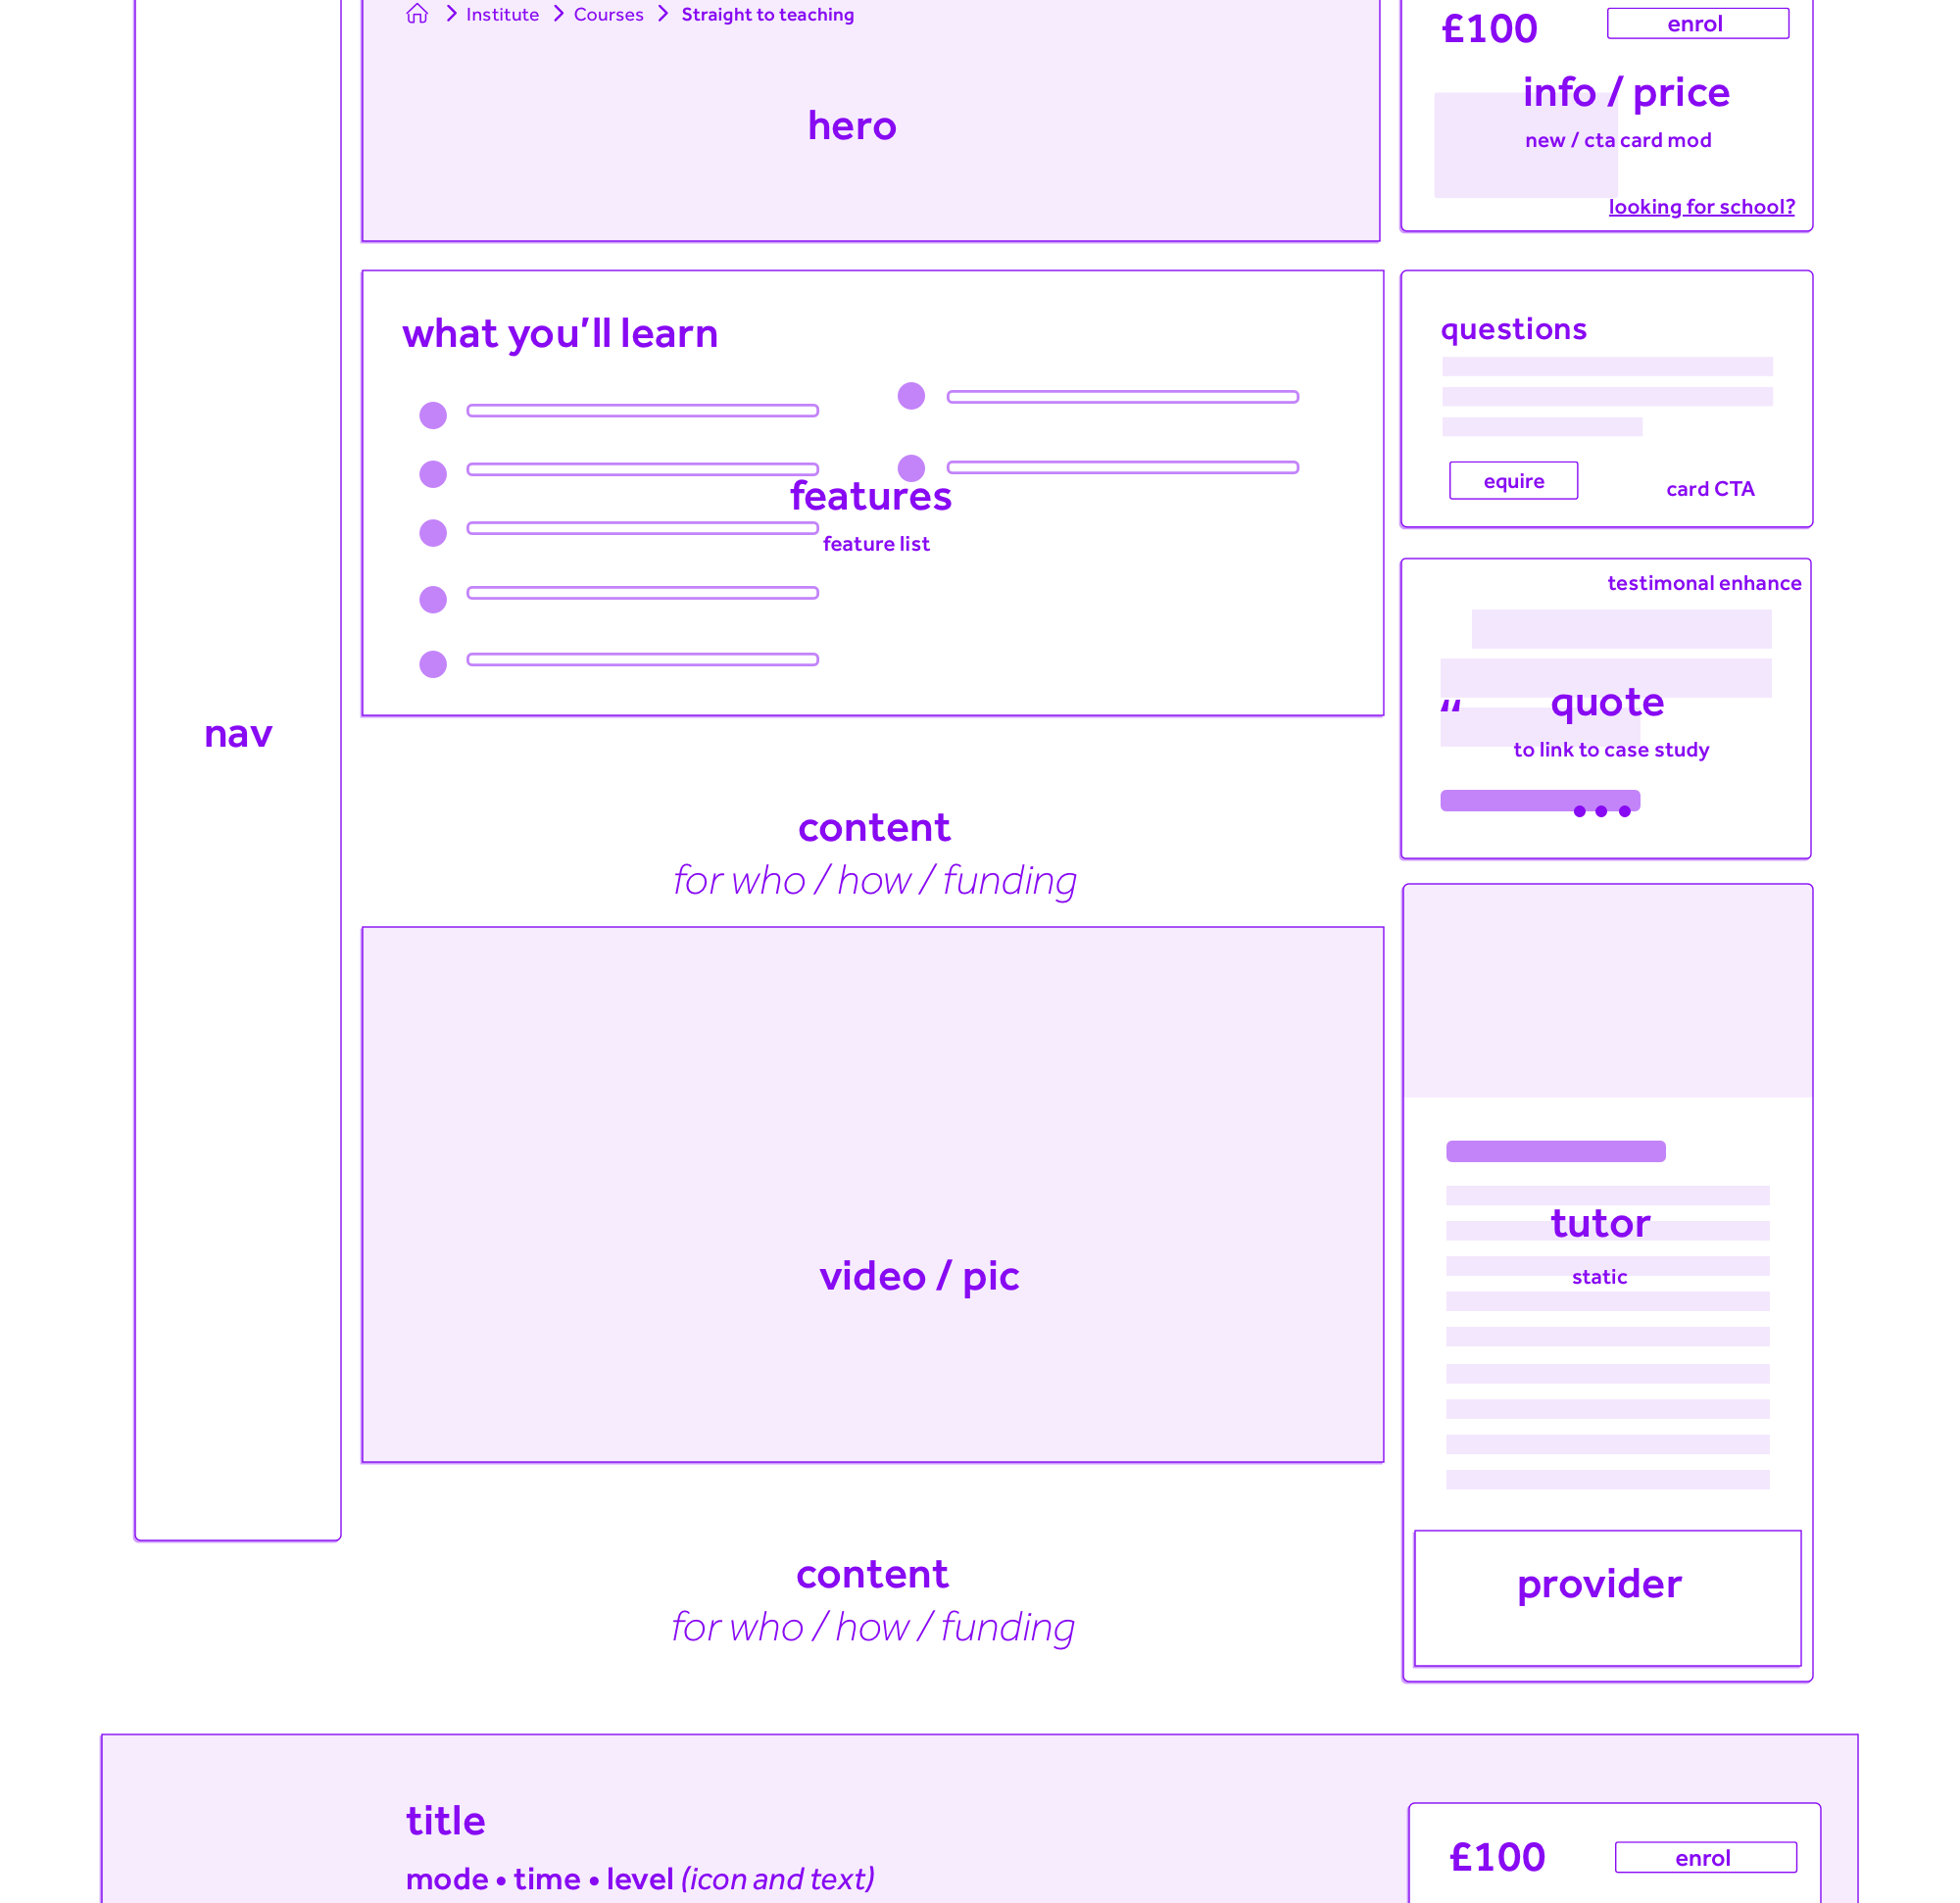 Institute Courses Straight to teaching
hero
£100
enrol
info / price
new / cta card mod
looking for school?
nav
what you’ll learn
features
feature list
questions
equire
card CTA
testimonal enhance
“
quote
to link to case study
content
for who / how / funding
video / pic
tutor
static
provider
content
for who / how / funding
title
mode • time • level (icon and text)
£100
enrol